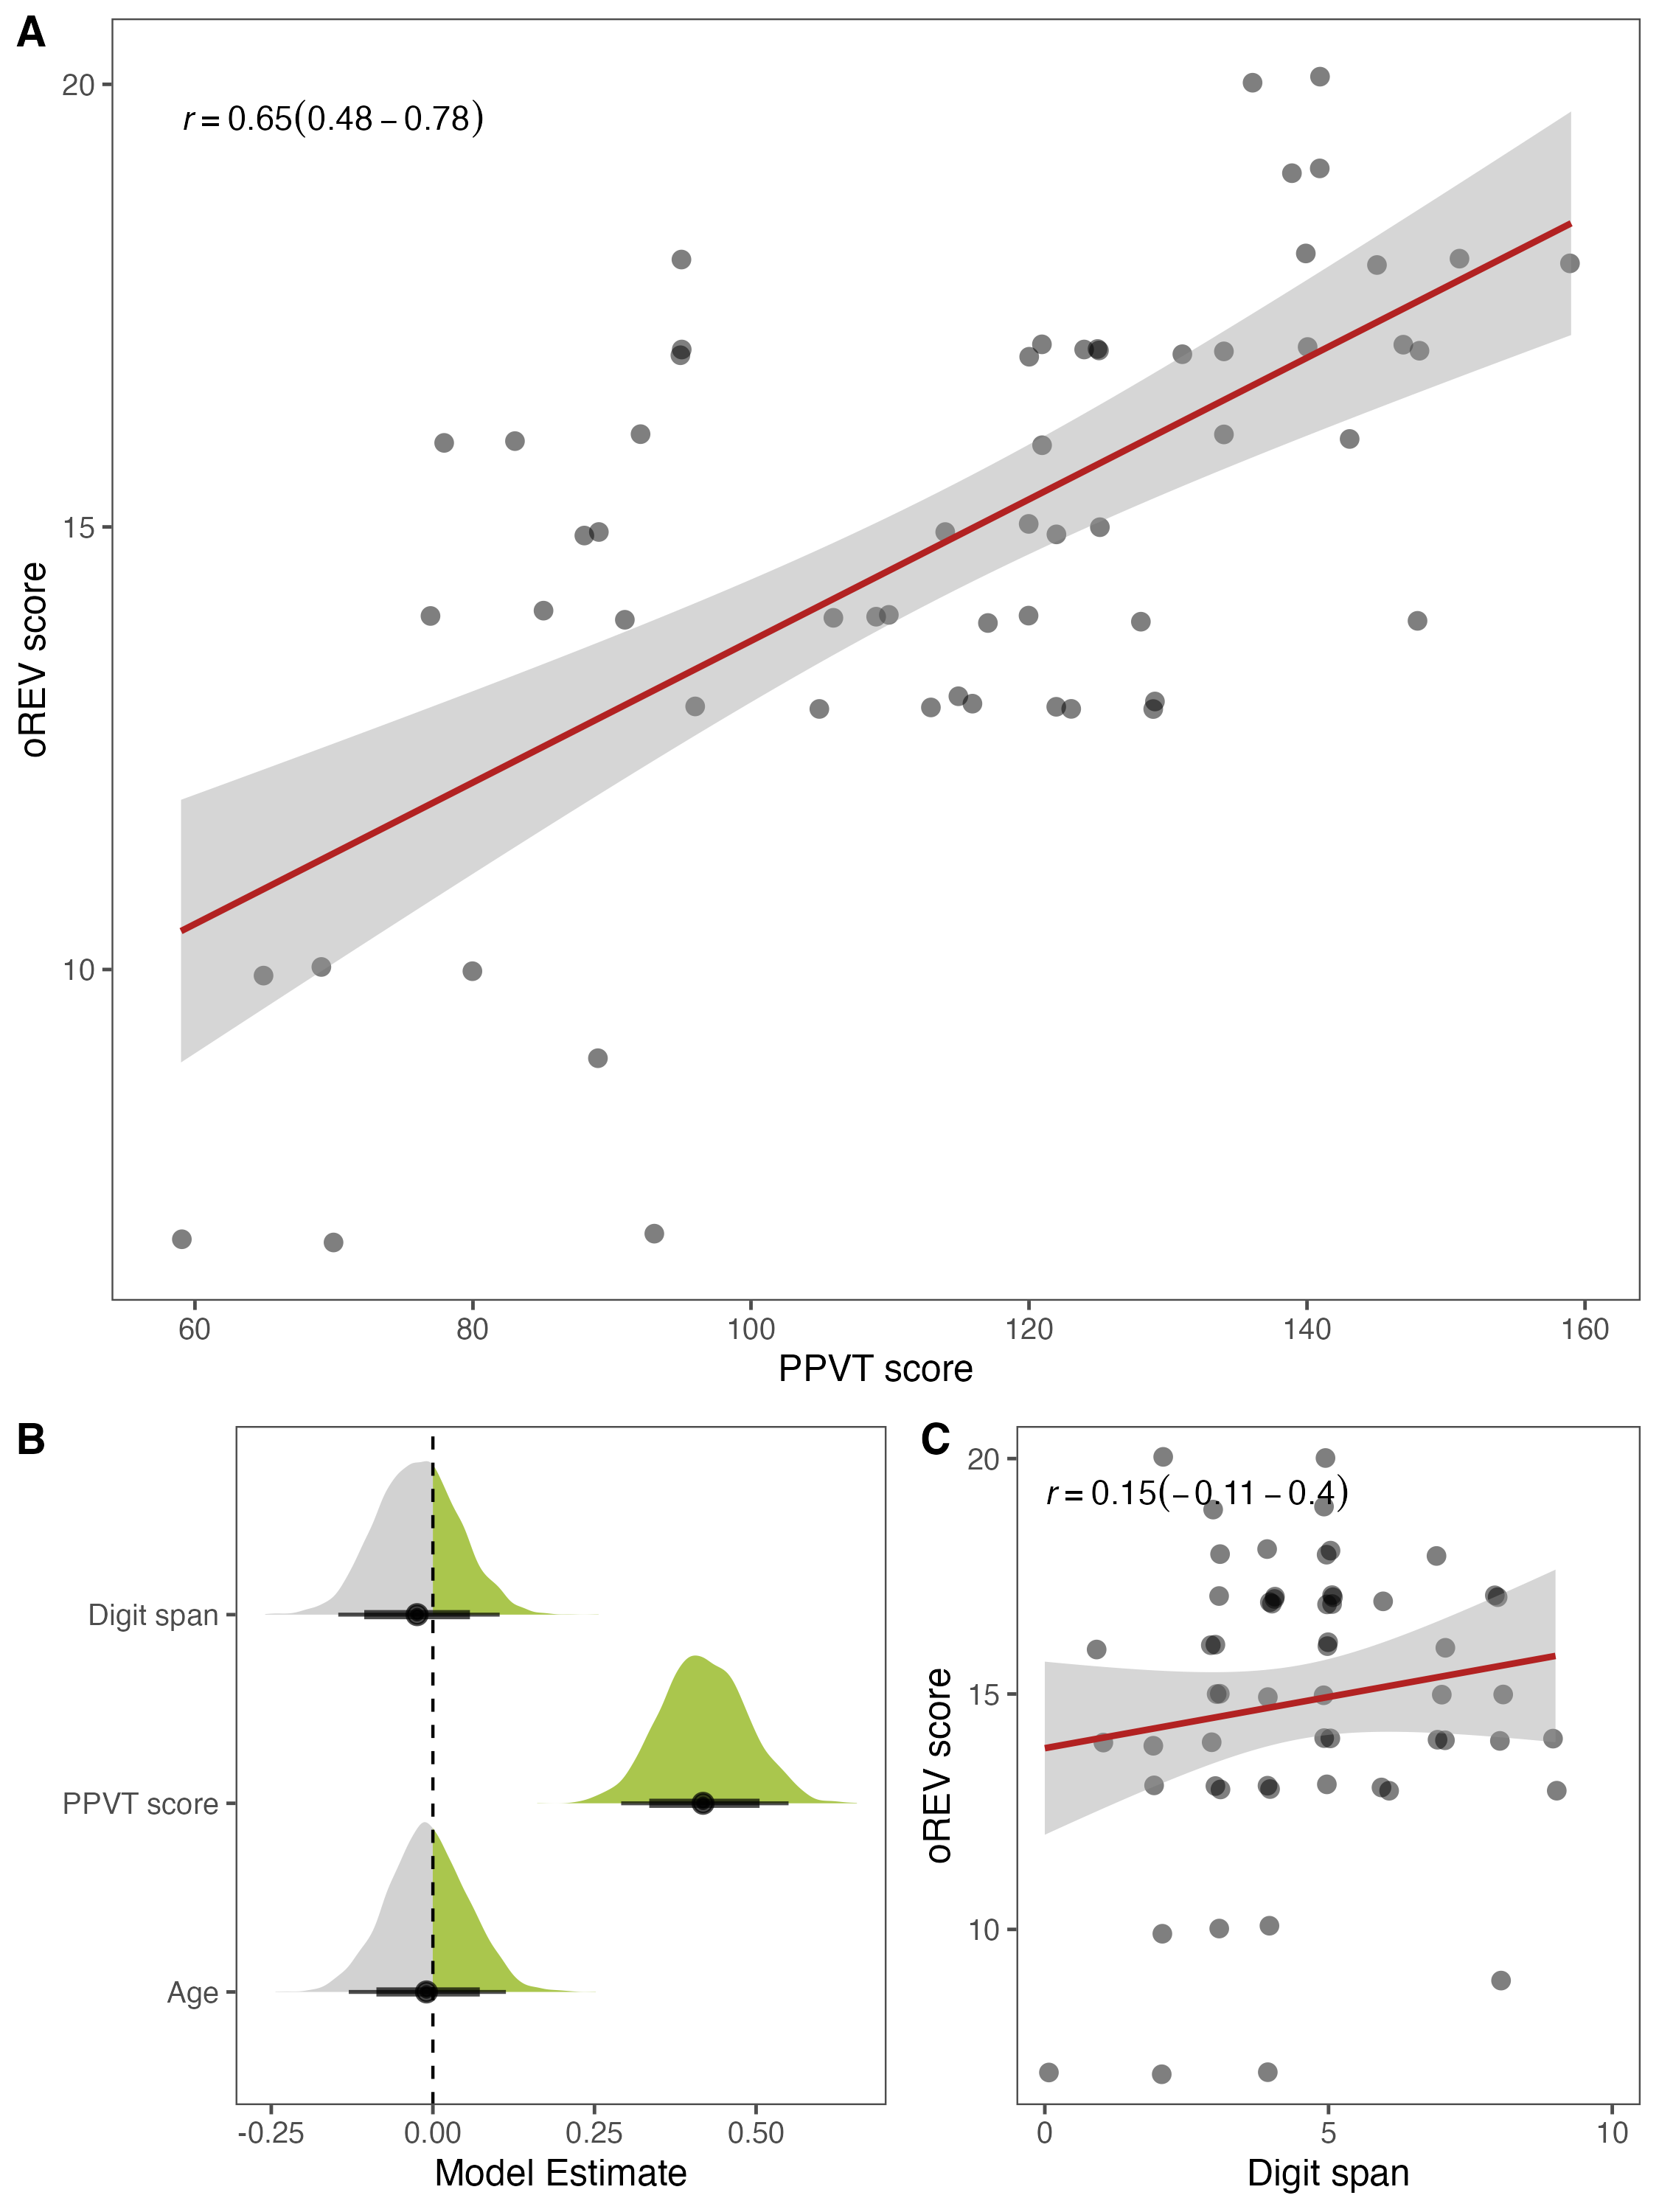 A
r = 0.65(0.48 – 0.78)
20
15
10
oREV score
60 80 100 120 140 160
PPVT score
B
Digit span
PPVT score
Age
-0.25 0.00 0.25 0.50
Model Estimate
C
r = 0.15(– 0.11 – 0.4)
20
15
10
oREV score
0 5 10
Digit span